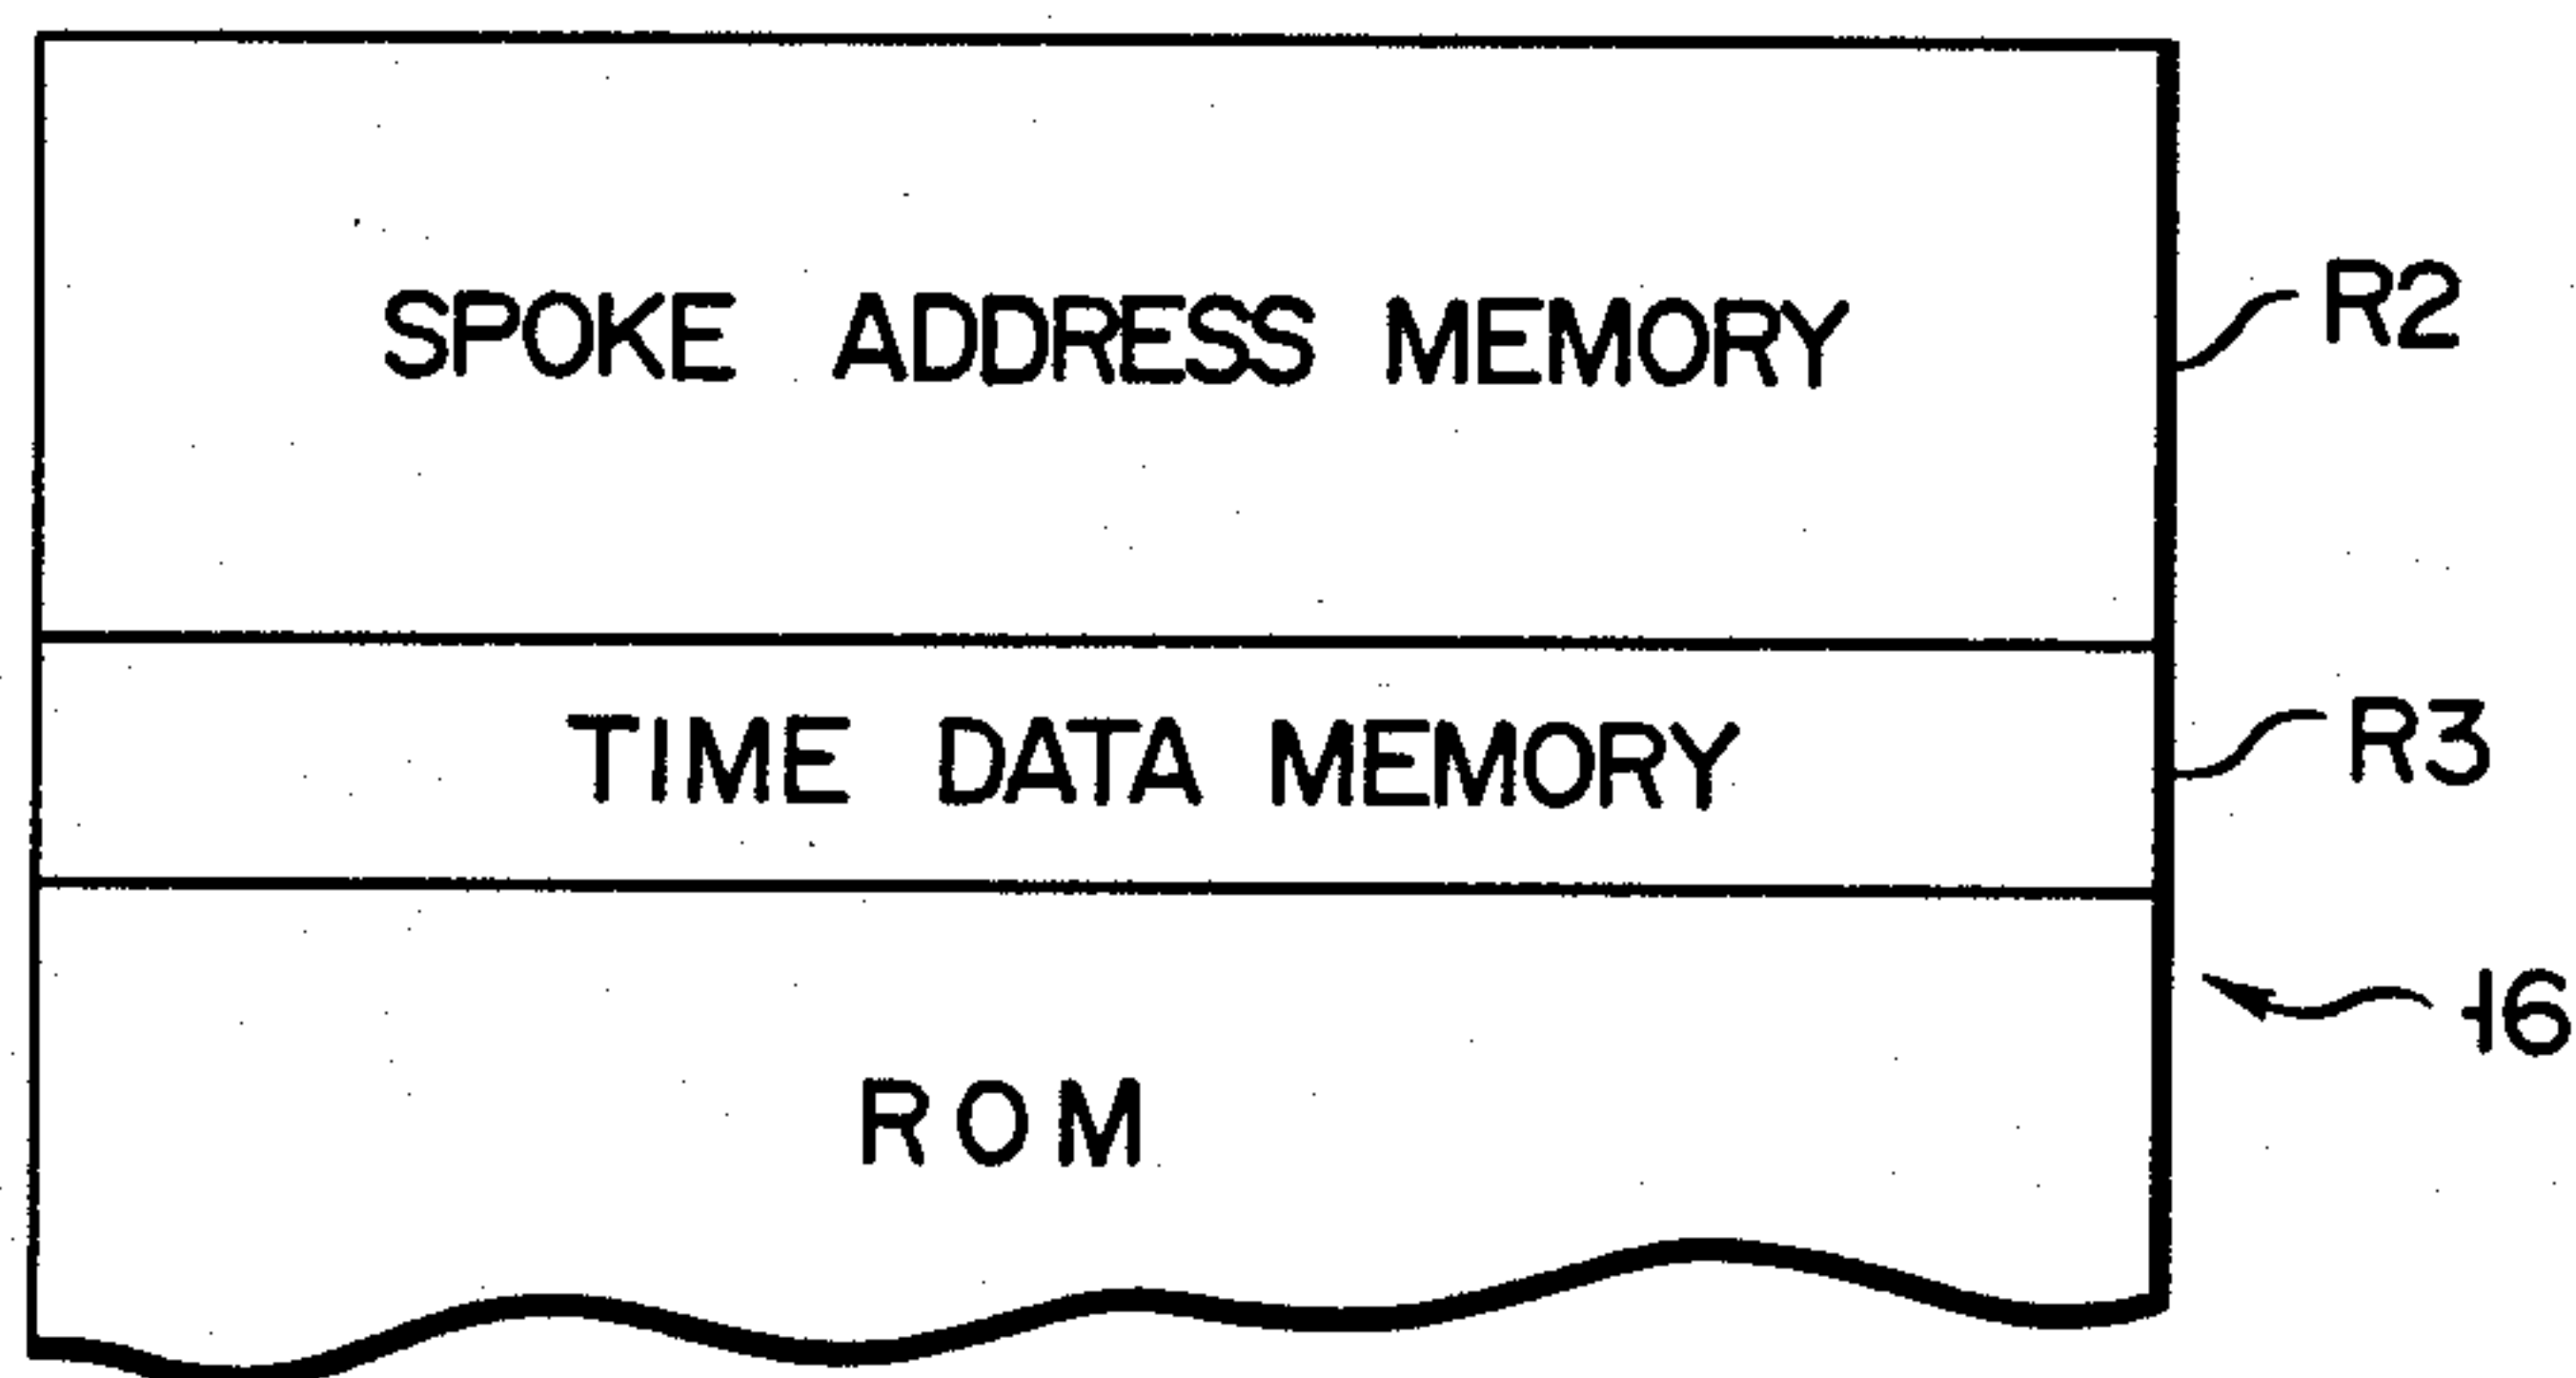 SPOKE ADDRESS MEMORY
R2
TIME DATA MEMORY
R3
16
ROM